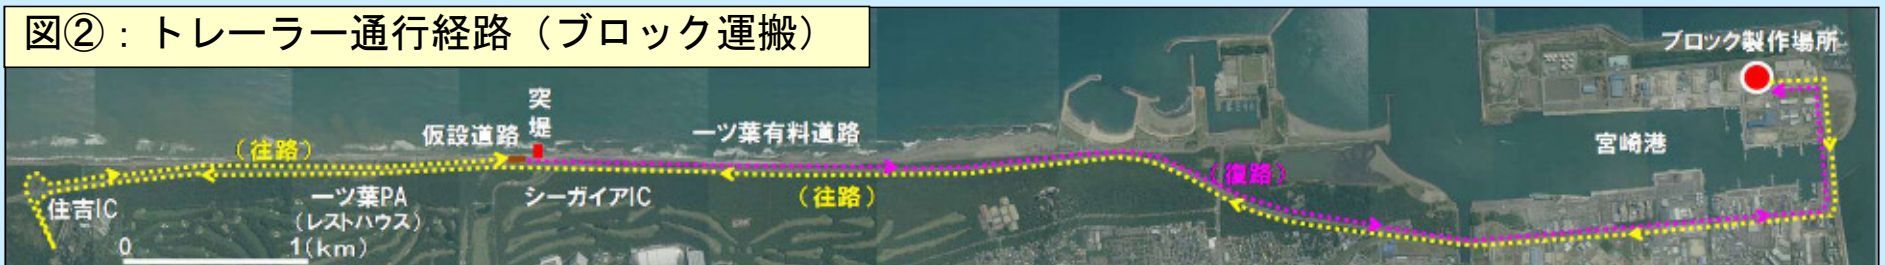 図②：トレーラー通行経路（ブロック運搬）
ブロック製作場所
突堤
仮設道路
一ツ葉有料道路
（往路）
宮崎港
（復路）
住吉IC
一ツ葉PA
（レストハウス）
シーガイアIC
（往路）
0
1(km)